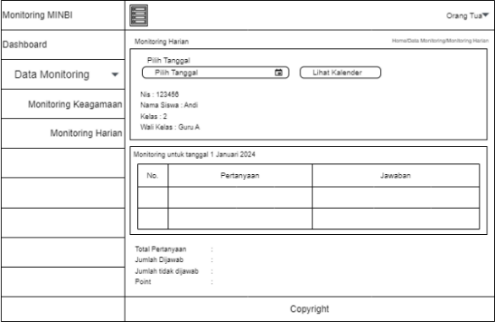 Monitoring MINBI
Orang Tua
Dashboard
Data Monitoring
Monitoring Keagamaan
Monitoring Harian
Monitoring Harian
Home/Data Monitoring/Monitoring Harian
Pilih Tanggal
Pilih Tanggal
Lihat Kalender
Nis : 123456
Nama Siswa : Andi
Kelas : 2
Wali Kelas : Guru A
Monitoring untuk tanggal 1 Januari 2024
No. Pertanyaan Jawaban
Total Pertanyaan :
Jumlah Dijawab :
Jumlah tidak dijawab :
Point :
Copyright